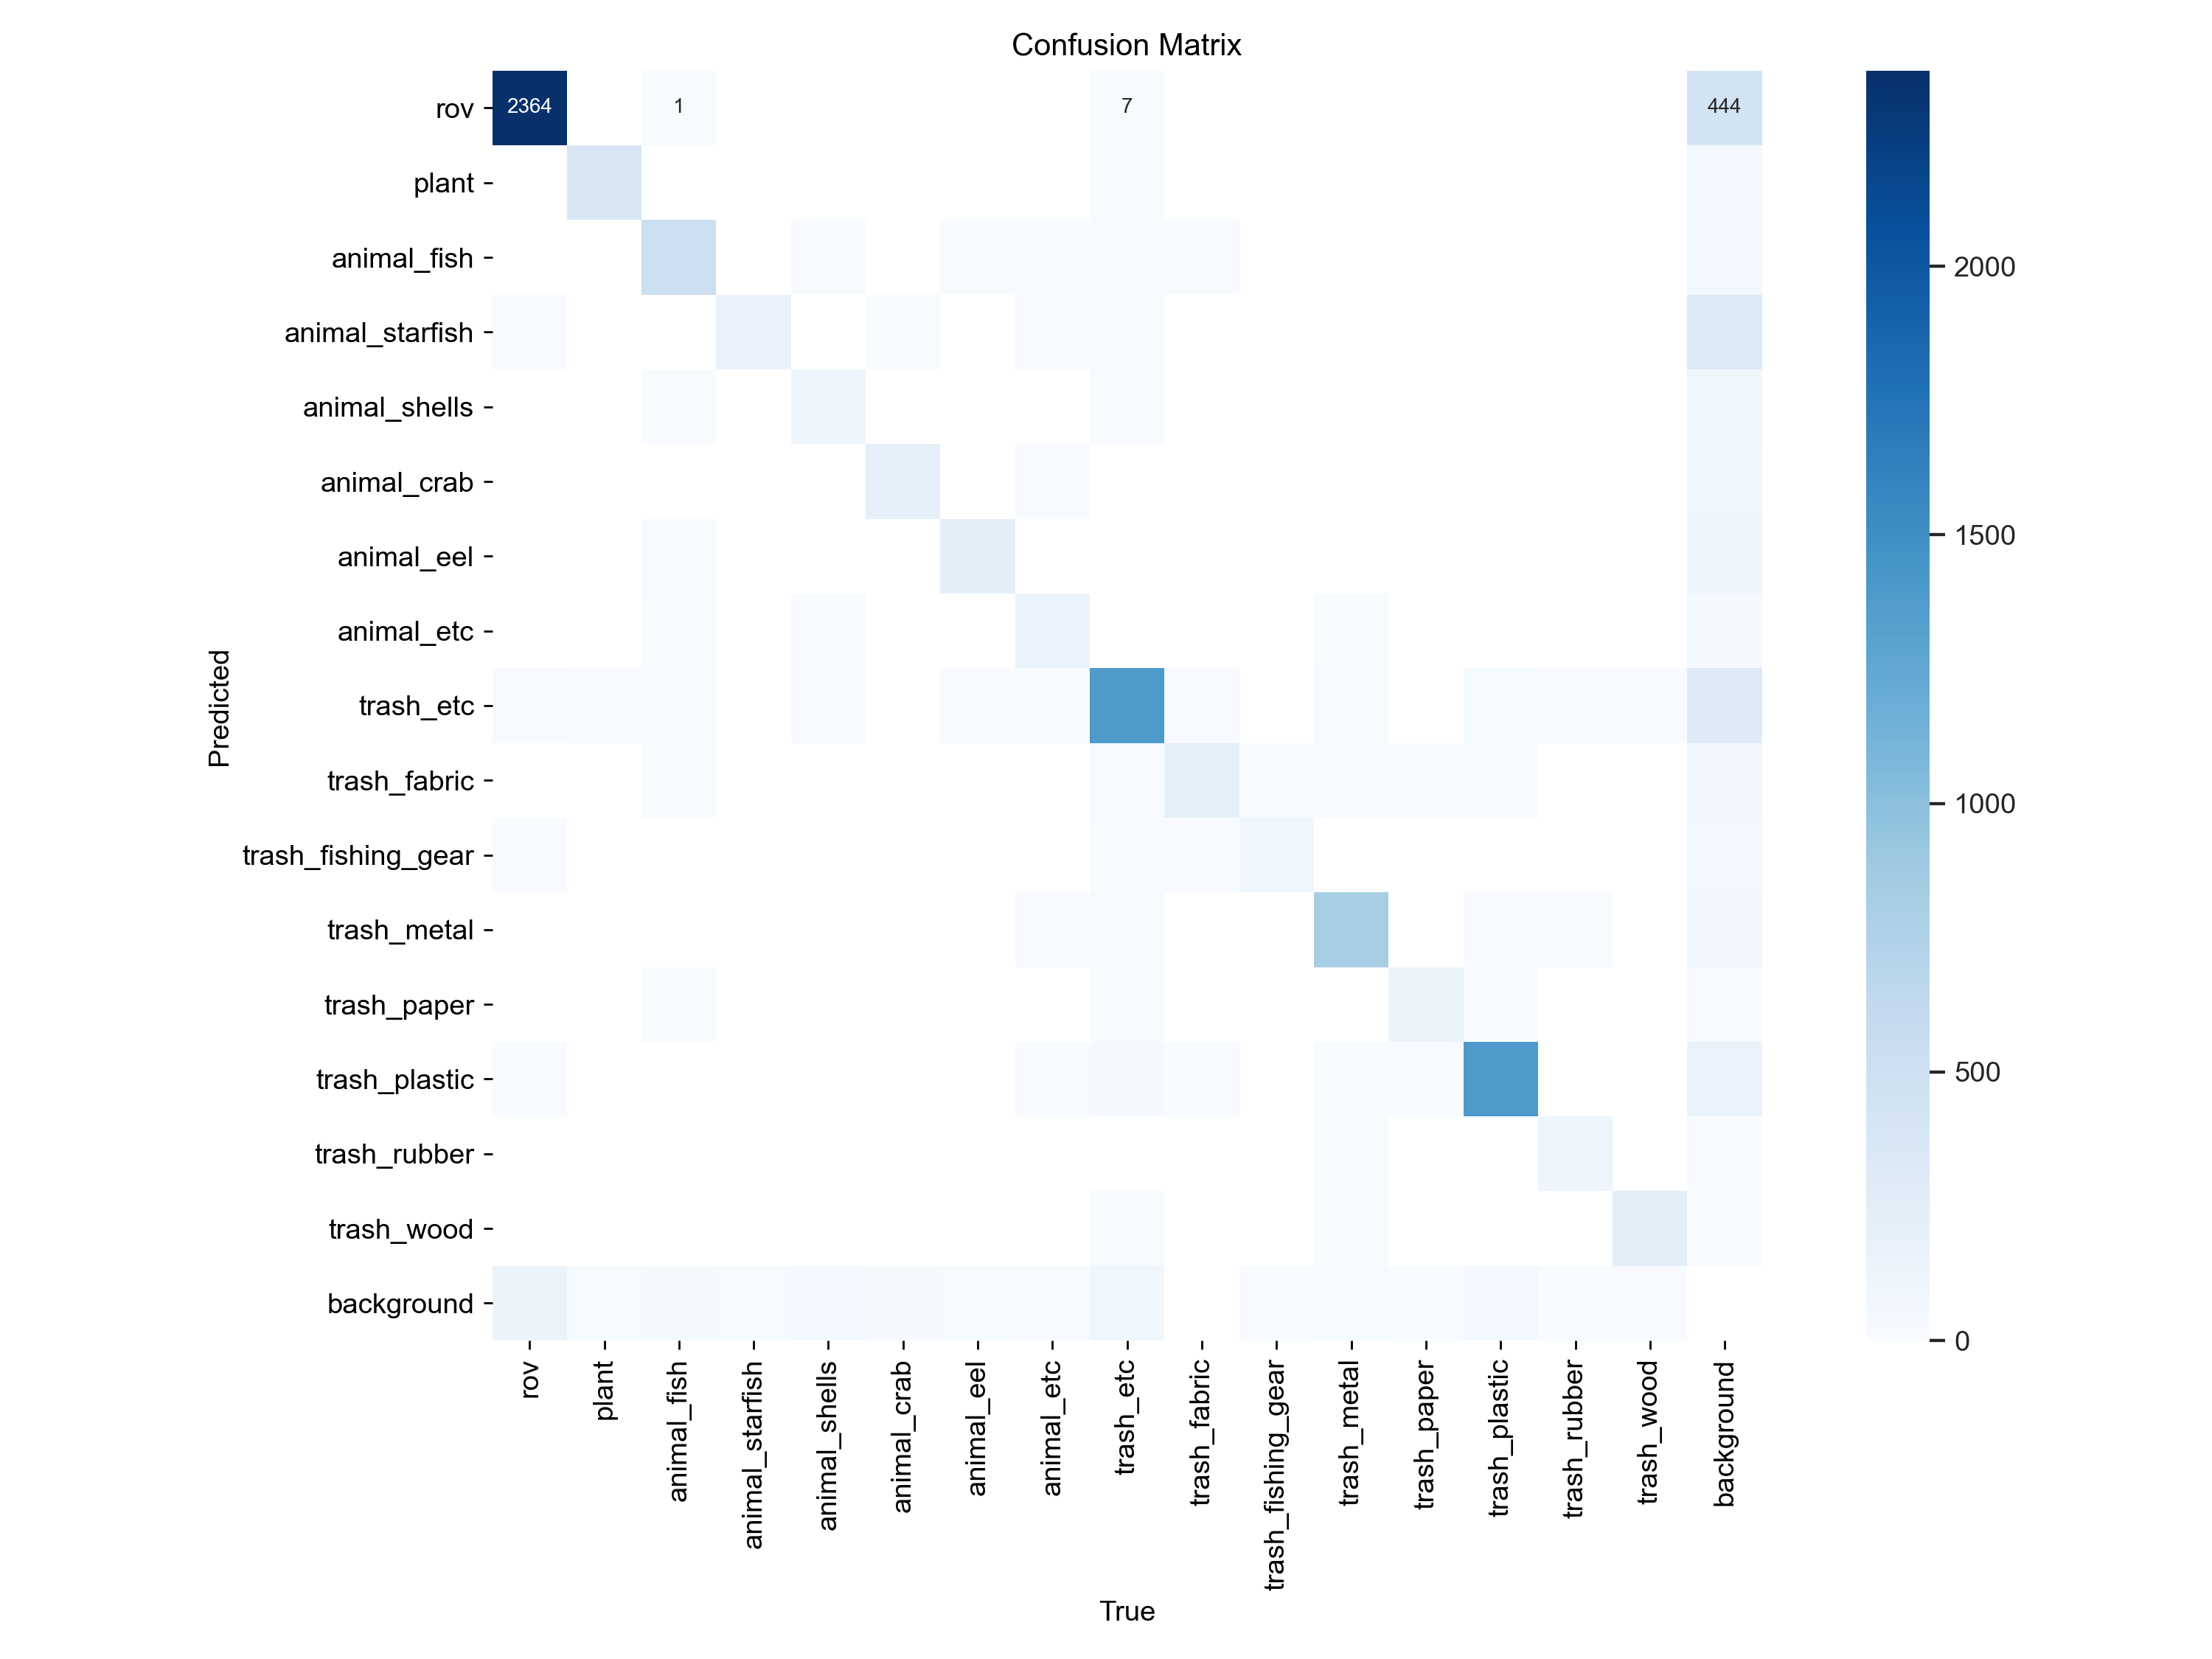 Confusion Matrix
rov
2364
1
7
444
plant
animal_fish
animal_starfish
animal_shells
animal_crab
animal_eel
animal_etc
trash_etc
trash_fabric
trash_fishing_gear
trash_metal
trash_paper
trash_plastic
trash_rubber
trash_wood
background
Predicted
rov
plant
animal_fish
animal_starfish
animal_shells
animal_crab
animal_eel
animal_etc
trash_etc
trash_fabric
trash_fishing_gear
trash_metal
trash_paper
trash_plastic
trash_rubber
trash_wood
background
True
2000
1500
1000
500
0